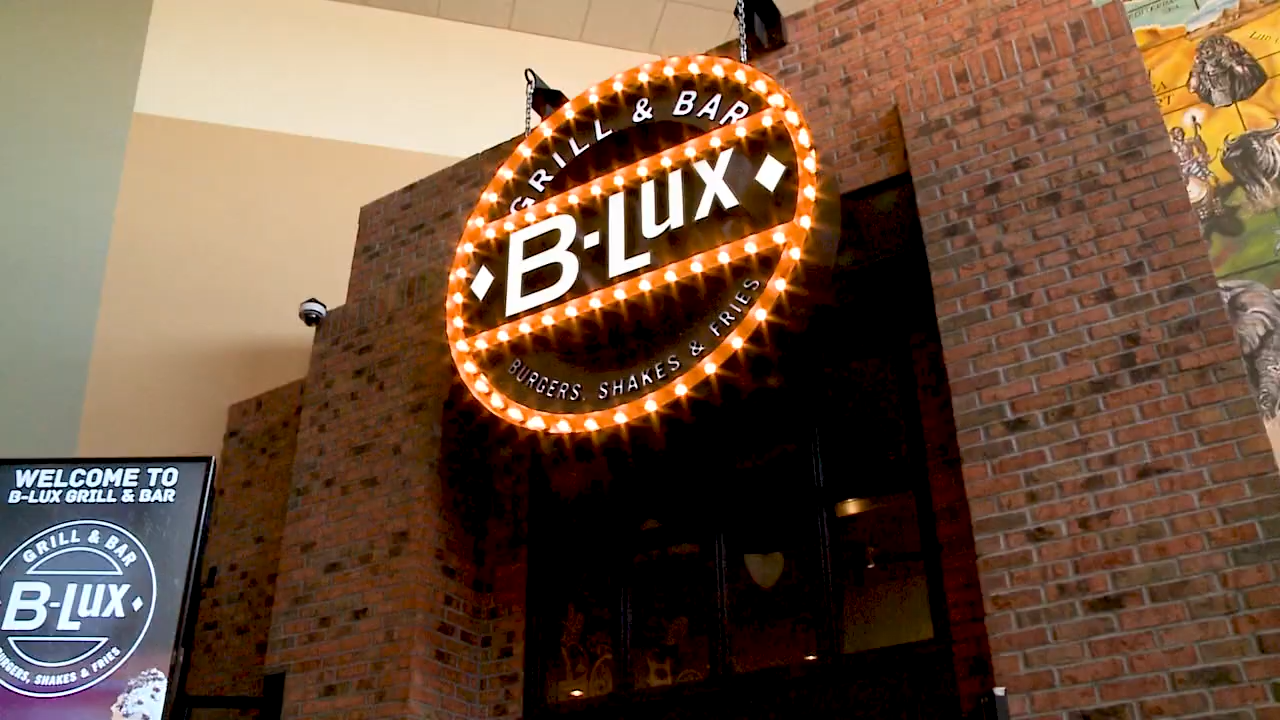 GRILL & BAR
B-LUX
BURGERS, SHAKES & FRIES
WELCOME TO
B-LUX GRILL & BAR
GRILL & BAR
B-LUX
BURGERS, SHAKES & FRIES